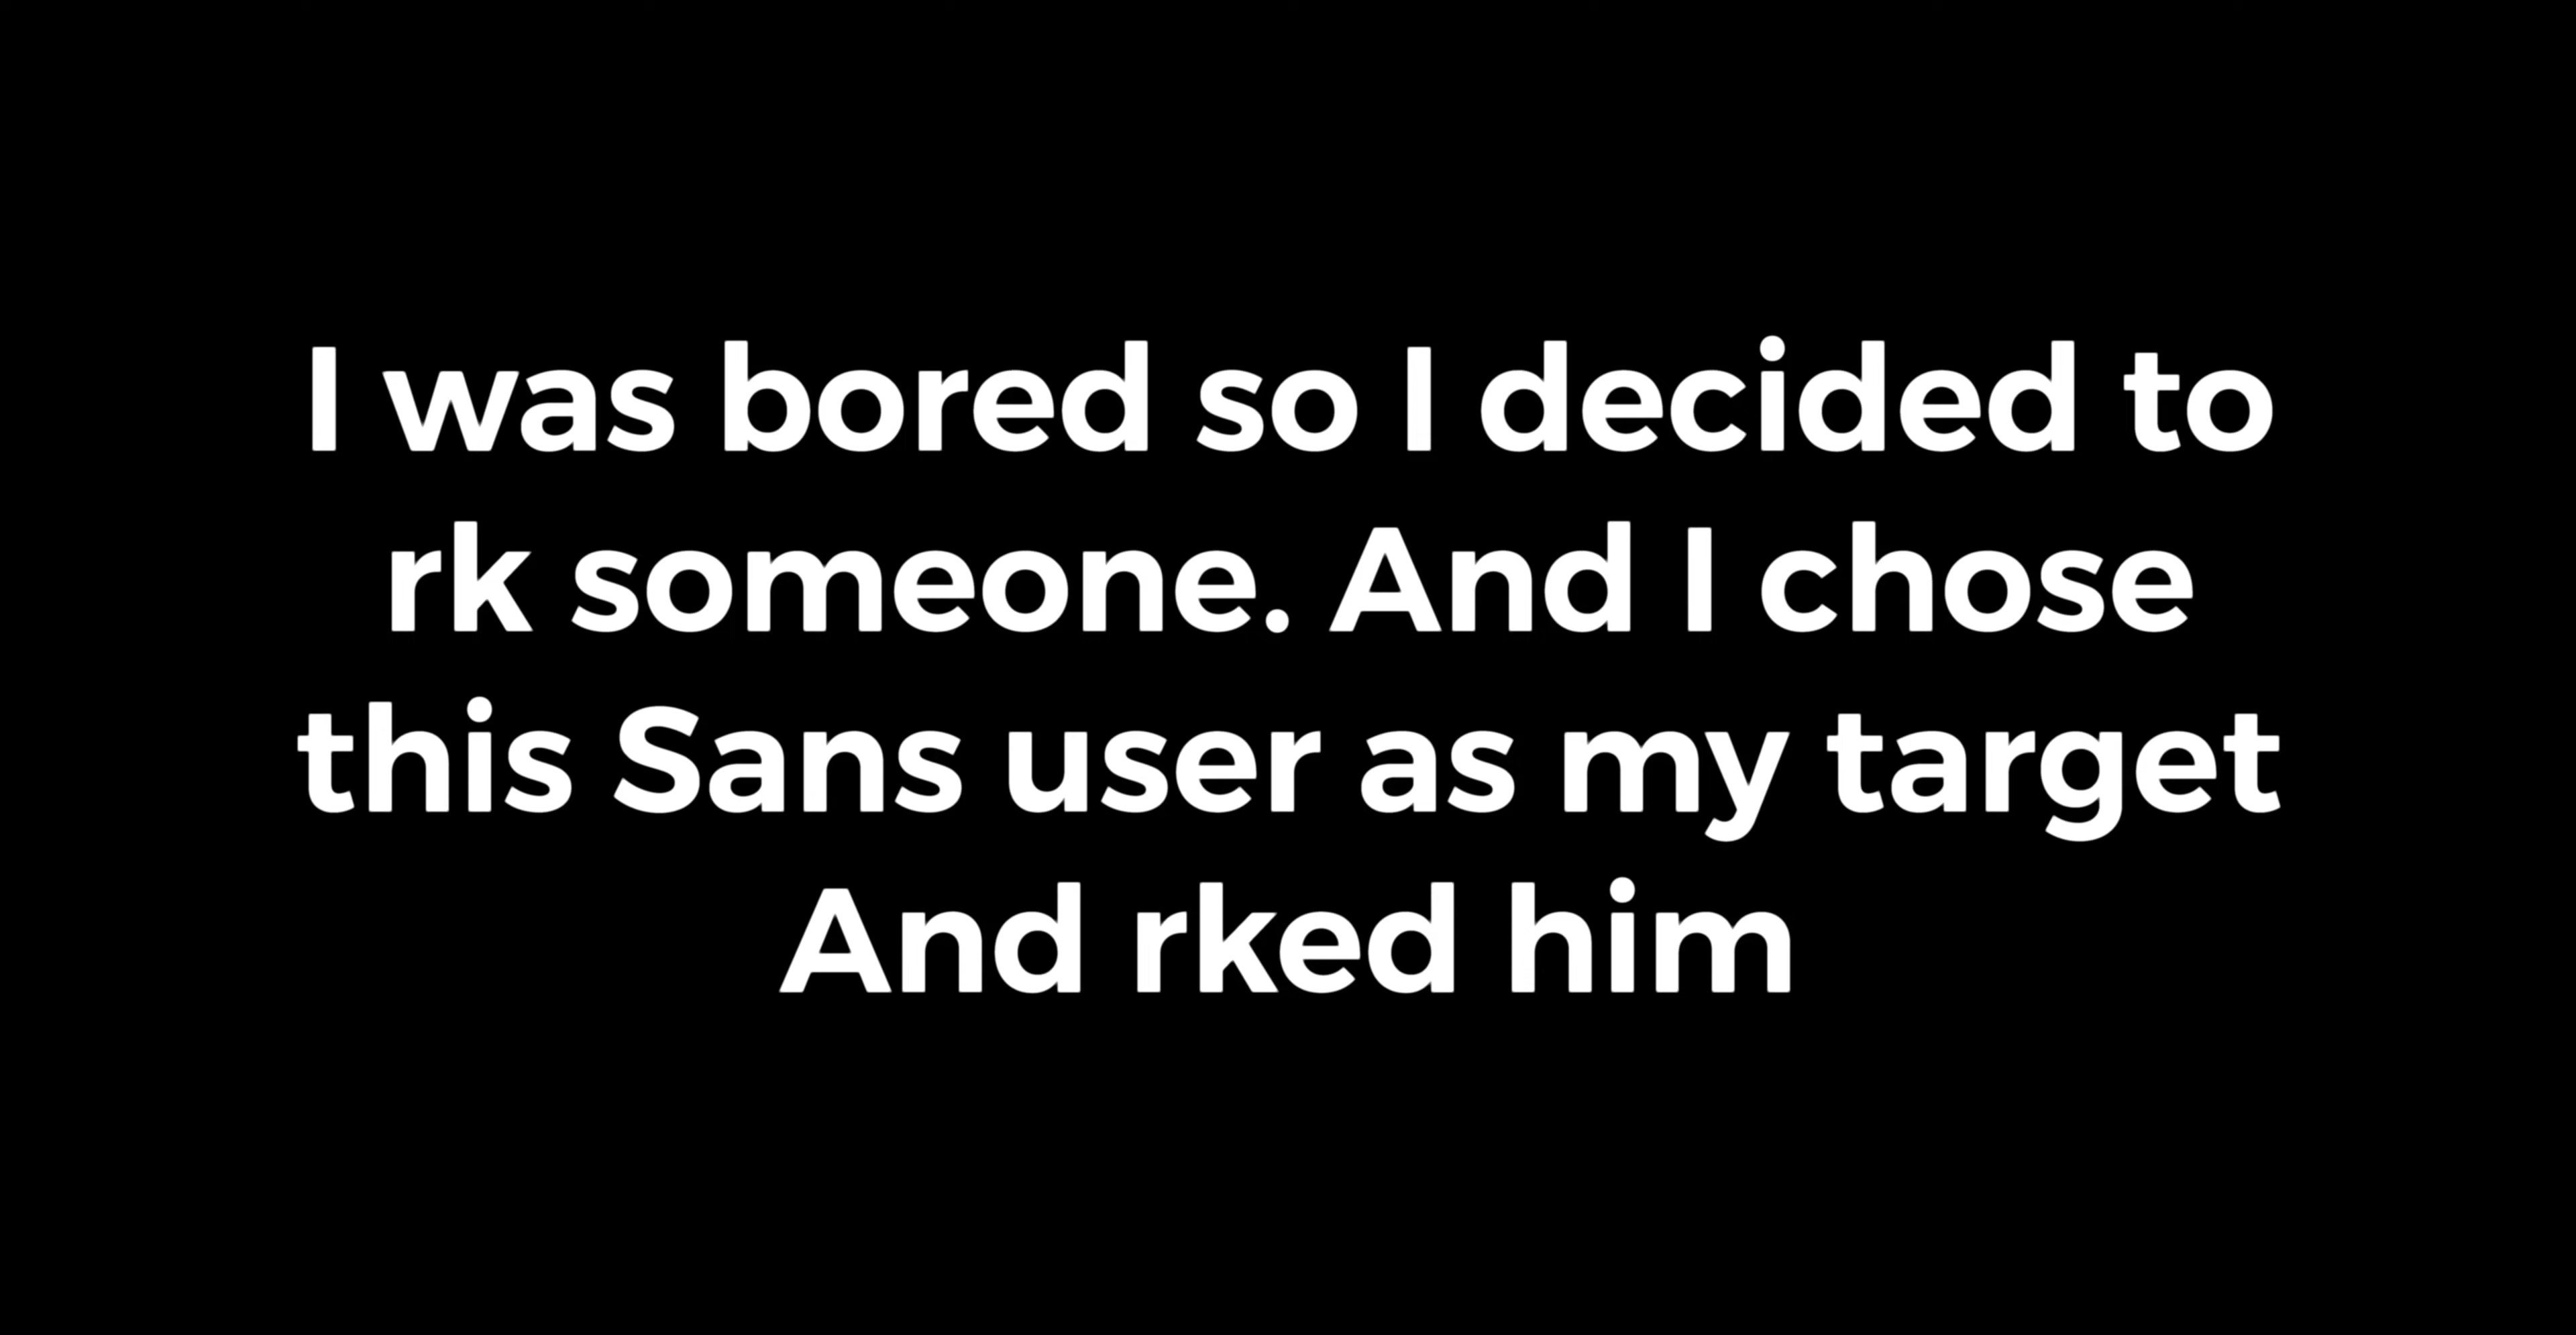 I was bored so I decided to
rk someone. And I chose
this Sans user as my target
And rked him